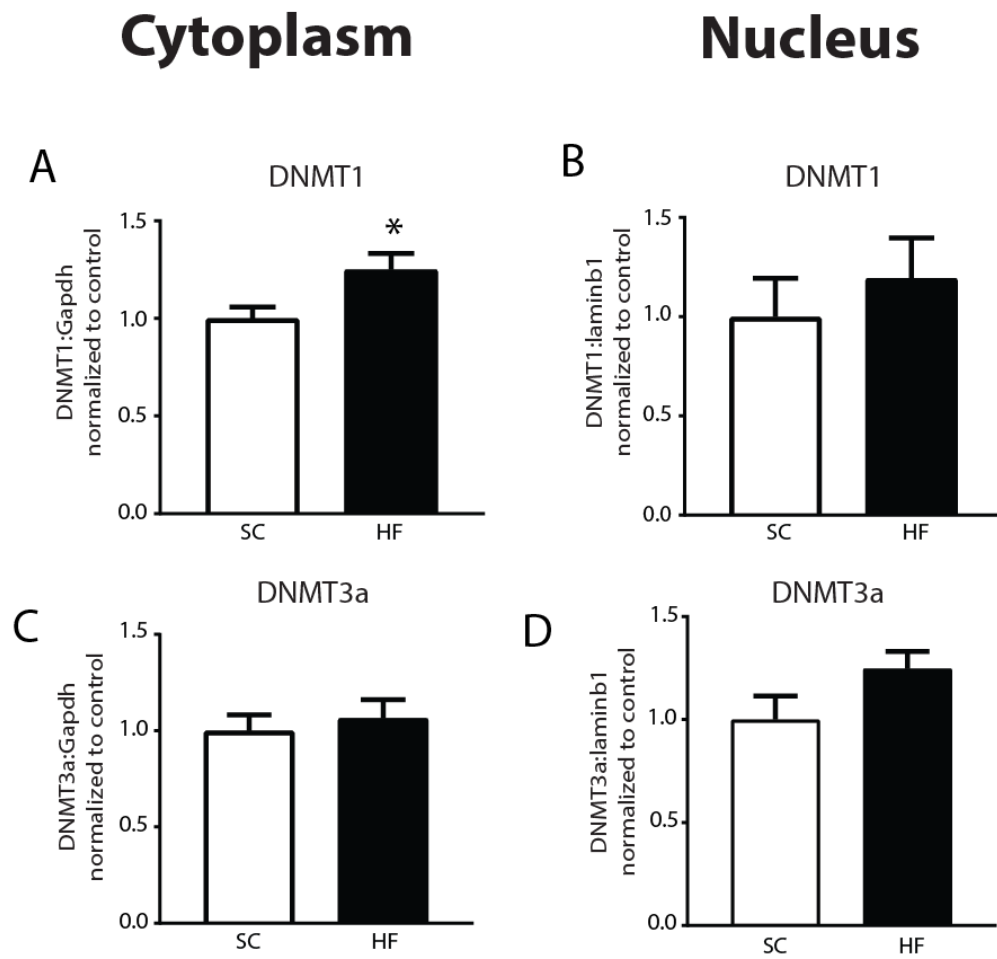 Cytoplasm
Nucleus
A
DNMT1
DNMT1:Gapdh
normalized to control
1.5
1.0
0.5
0.0
*
SC
HF
B
DNMT1
DNMT1:laminb1
normalized to control
1.5
1.0
0.5
0.0
SC
HF
C
DNMT3a
DNMT3a:Gapdh
normalized to control
1.5
1.0
0.5
0.0
SC
HF
D
DNMT3a
DNMT3a:laminb1
normalized to control
1.5
1.0
0.5
0.0
SC
HF